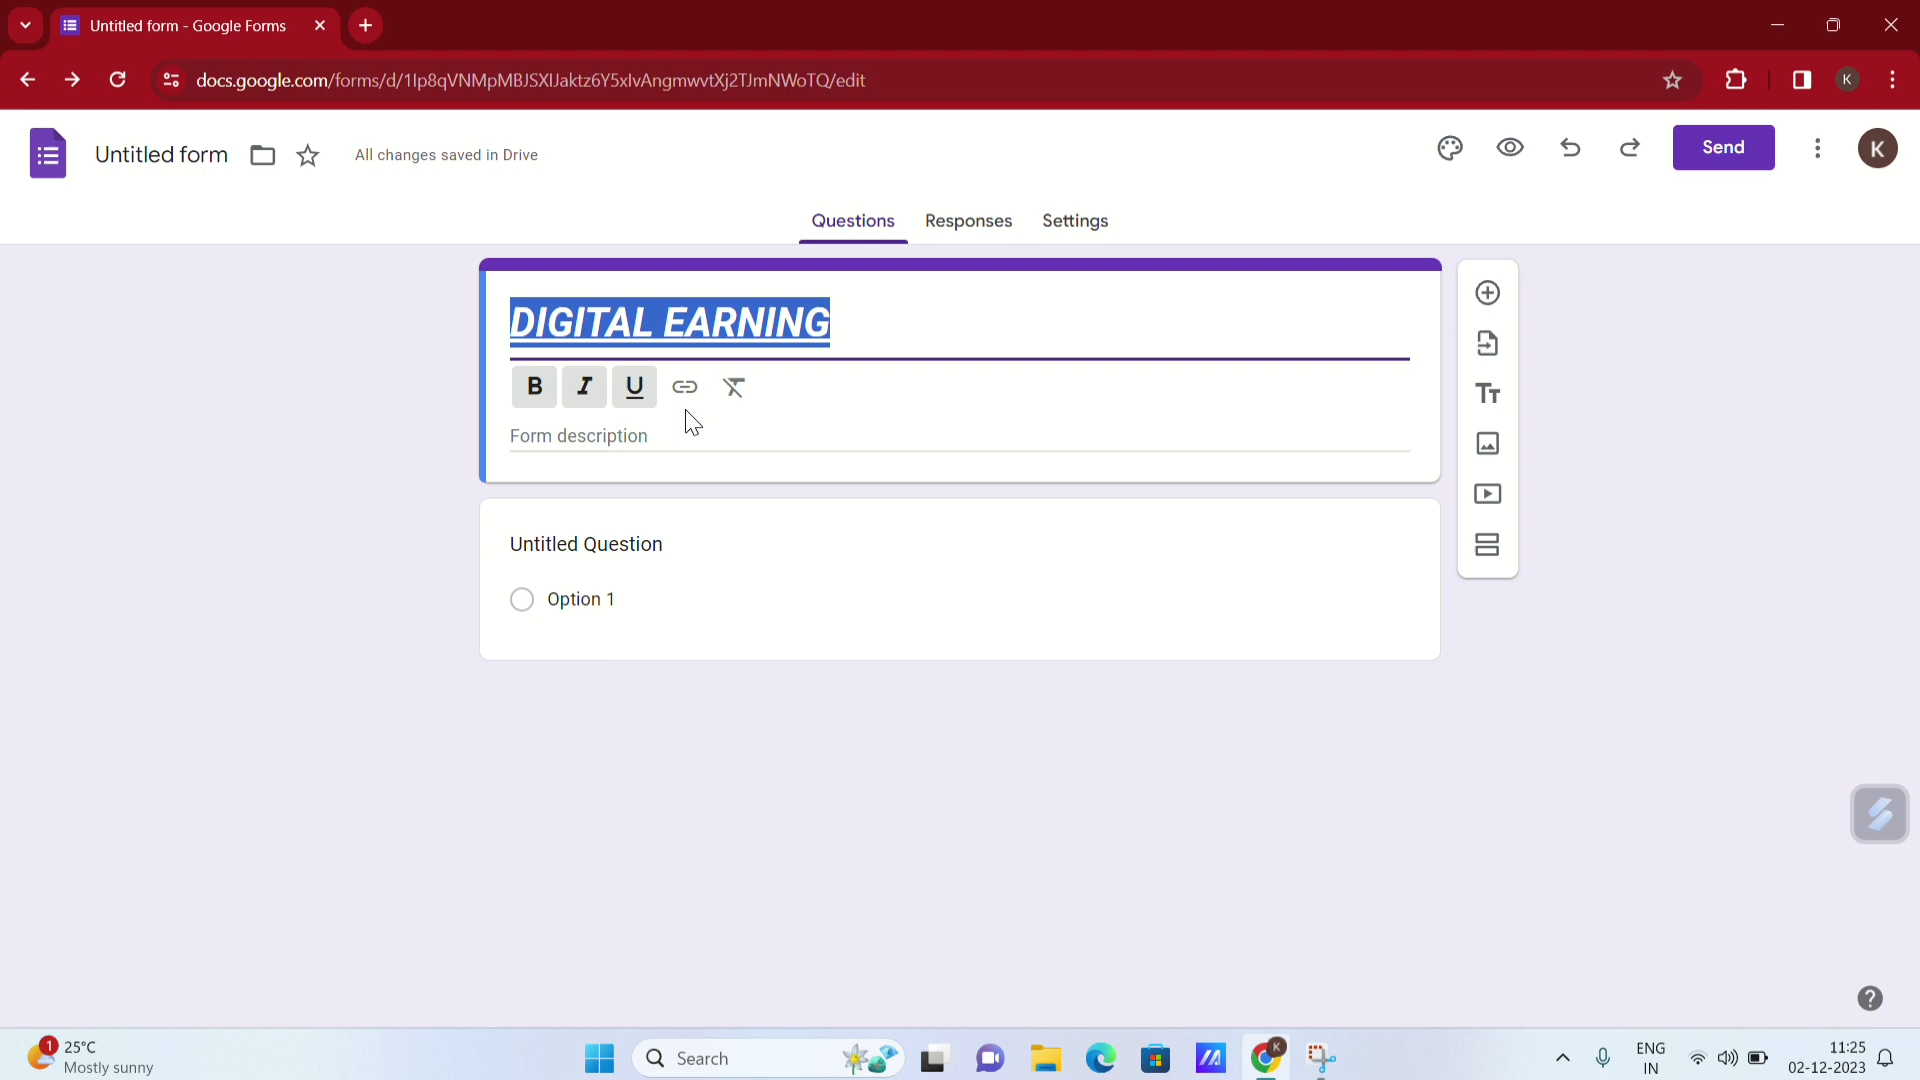 Untitled form - Google Forms
docs.google.com/forms/d/1Ip8qVNMpMBJSXIJaktz6Y5xlvAngmwvtXj2TJmNWoTQ/edit
K
Untitled form
All changes saved in Drive
Send
K
Questions Responses Settings
DIGITAL EARNING
B I U
Form description
Tт
Untitled Question
Option 1
?
1
25°C
Mostly sunny
Search
K
ENG
IN
11:25
02-12-2023